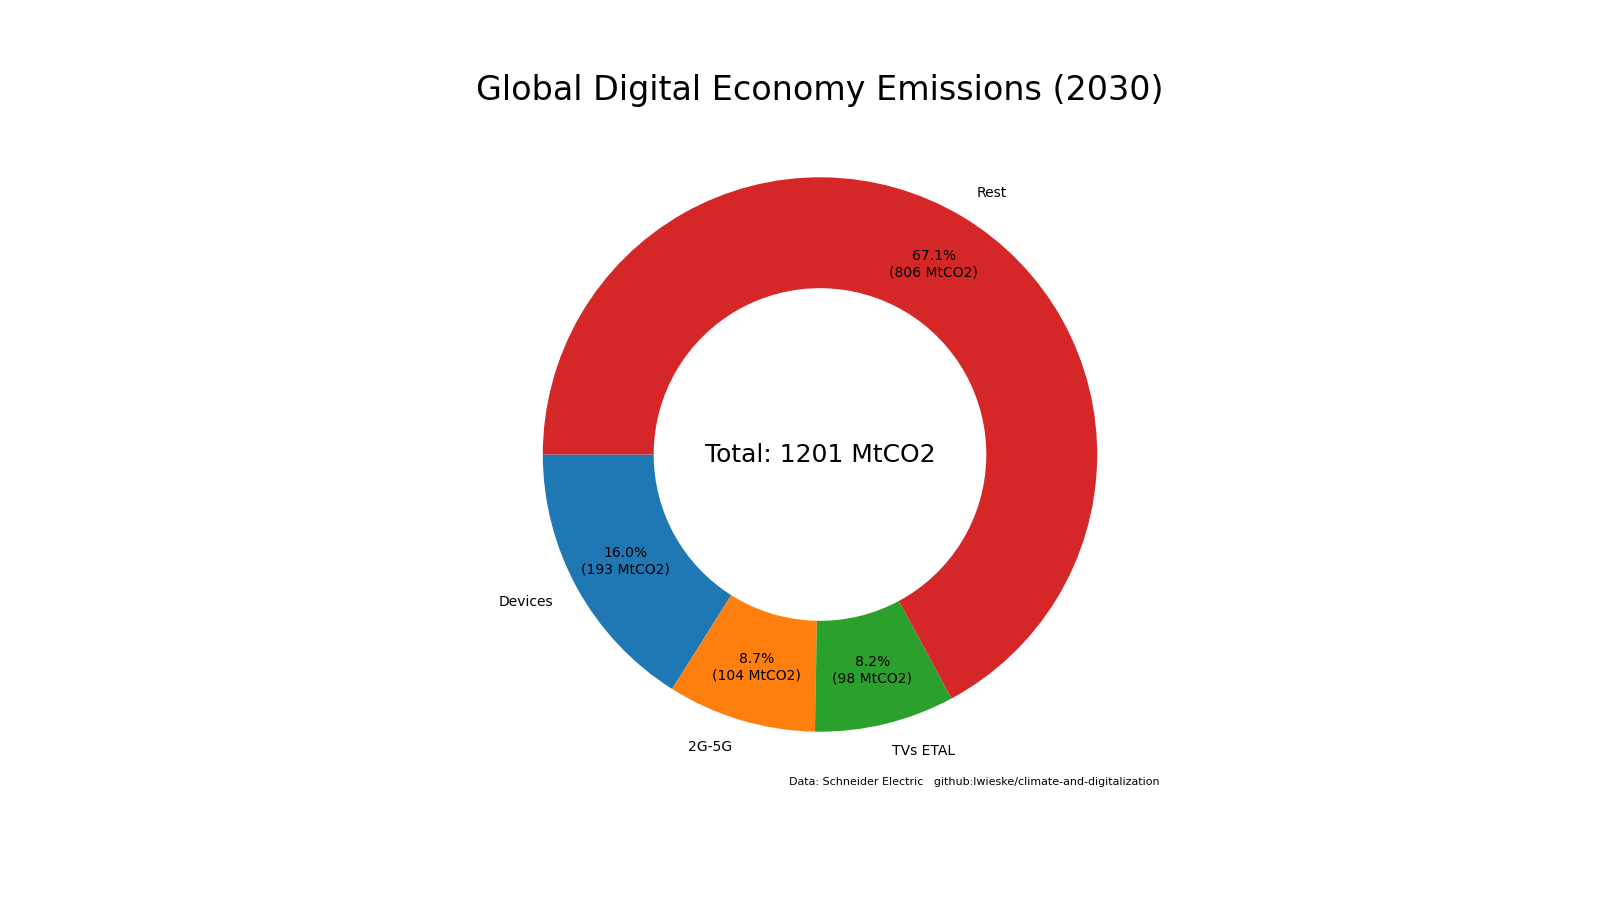 Global Digital Economy Emissions (2030)
Rest
67.1%
(806 MtCO2)
Total: 1201 MtCO2
16.0%
(193 MtCO2)
Devices
8.7%
(104 MtCO2)
8.2%
(98 MtCO2)
2G-5G
TVs ETAL
Data: Schneider Electric   github:lwieske/climate-and-digitalization